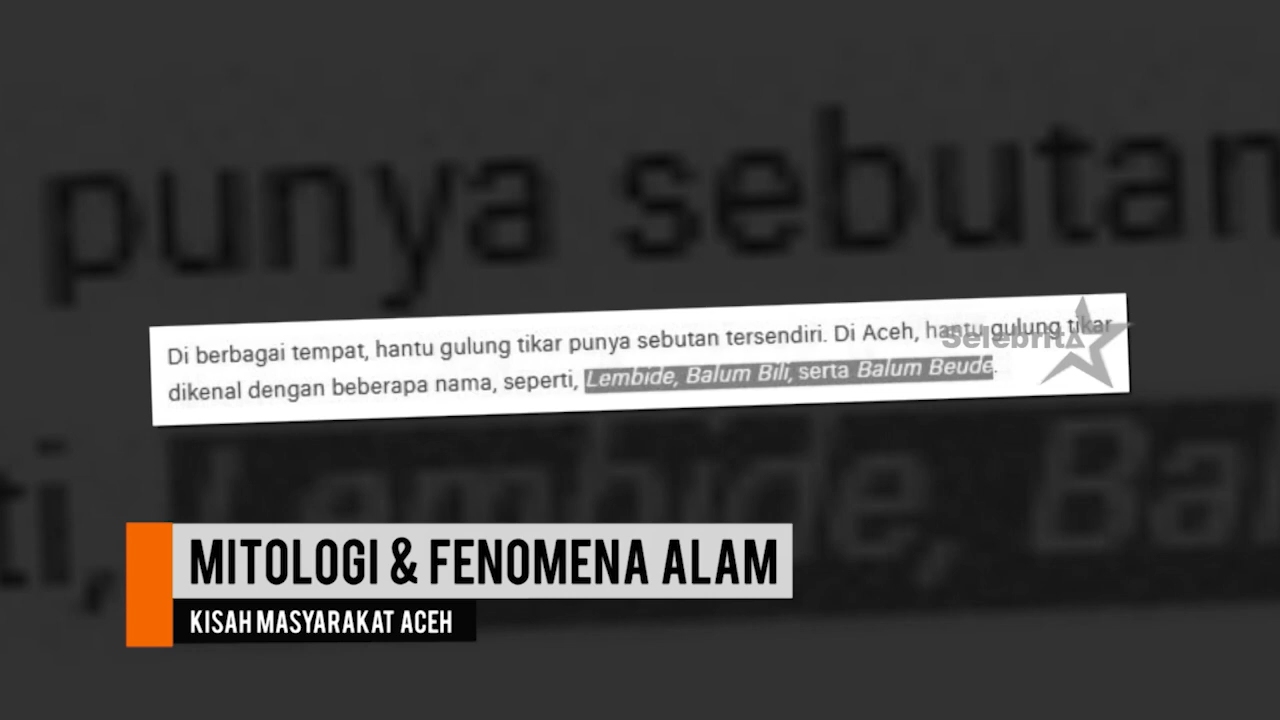 punya sebutan
Di berbagai tempat, hantu gulung tikar punya sebutan tersendiri. Di Aceh, hantu gulung tikar
dikenal dengan beberapa nama, seperti, Lembide, Balum Bili, serta Balum Beude.
Selebrita
ti, Lembide, Bal
MITOLOGI & FENOMENA ALAM
KISAH MASYARAKAT ACEH